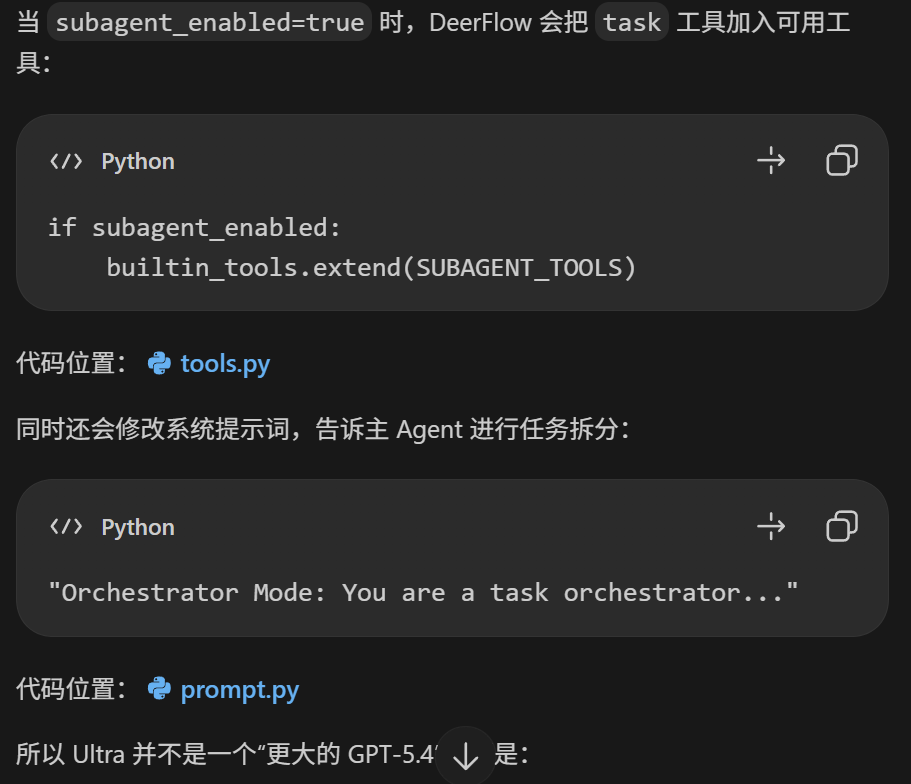 当 subagent_enabled=true 时，DeerFlow 会把 task 工具加入可用工
具：
Python
if subagent_enabled:
    builtin_tools.extend(SUBAGENT_TOOLS)
代码位置： tools.py
同时还会修改系统提示词，告诉主 Agent 进行任务拆分：
Python
"Orchestrator Mode: You are a task orchestrator..."
代码位置： prompt.py
所以 Ultra 并不是一个“更大的 GPT-5.4” 是：